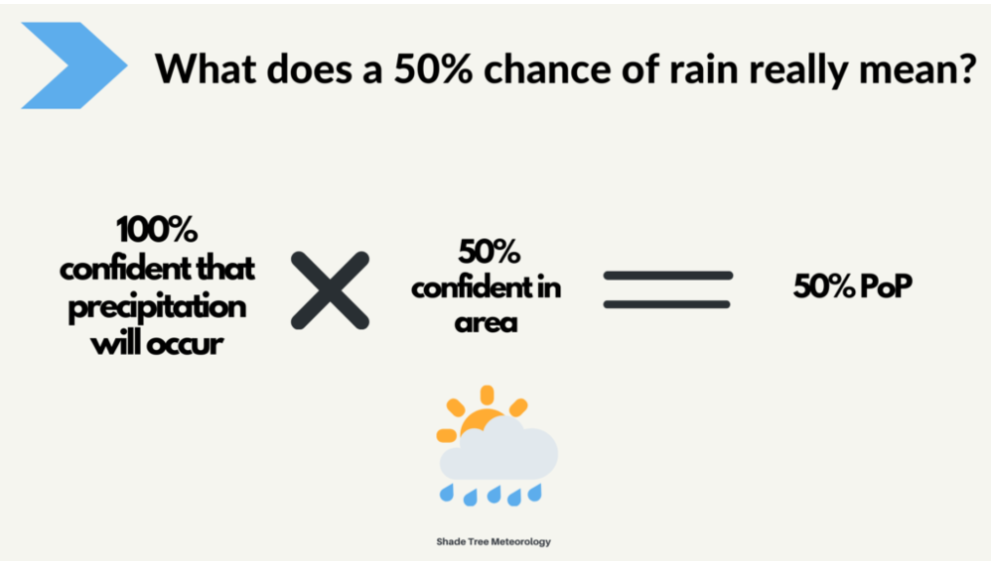 What does a 50% chance of rain really mean?
100%
confident that
precipitation
will occur
50%
confident in
area
50% PoP
Shade Tree Meteorology